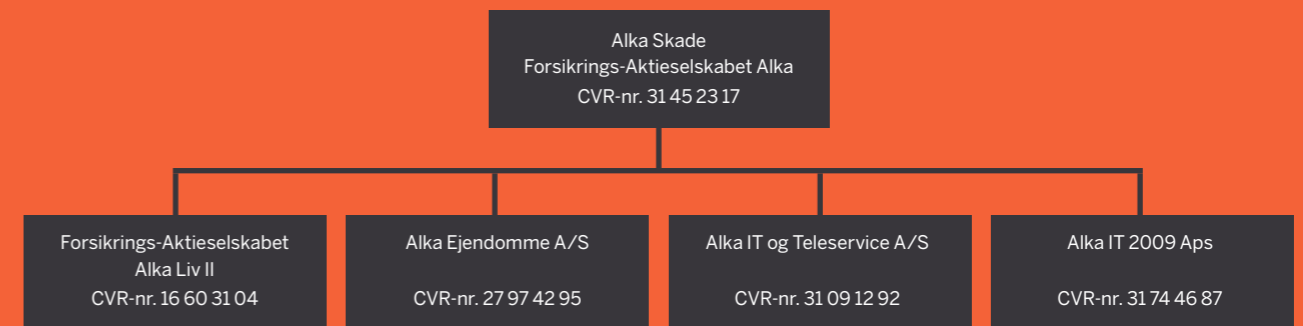 Alka Skade
Forsikrings-Aktieselskabet Alka
CVR-nr. 31 45 23 17
Forsikrings-Aktieselskabet
Alka Liv II
CVR-nr. 16 60 31 04
Alka Ejendomme A/S
CVR-nr. 27 97 42 95
Alka IT og Teleservice A/S
CVR-nr. 31 09 12 92
Alka IT 2009 Aps
CVR-nr. 31 74 46 87